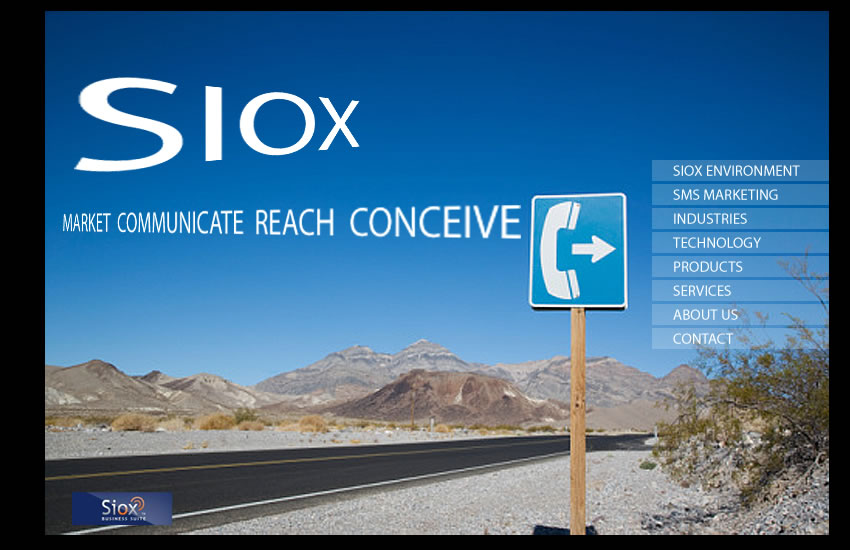 SIOX
MARKET COMMUNICATE REACH CONCEIVE
SIOX ENVIRONMENT
SMS MARKETING
INDUSTRIES
TECHNOLOGY
PRODUCTS
SERVICES
ABOUT US
CONTACT
Siox
BUSINESS SUITE